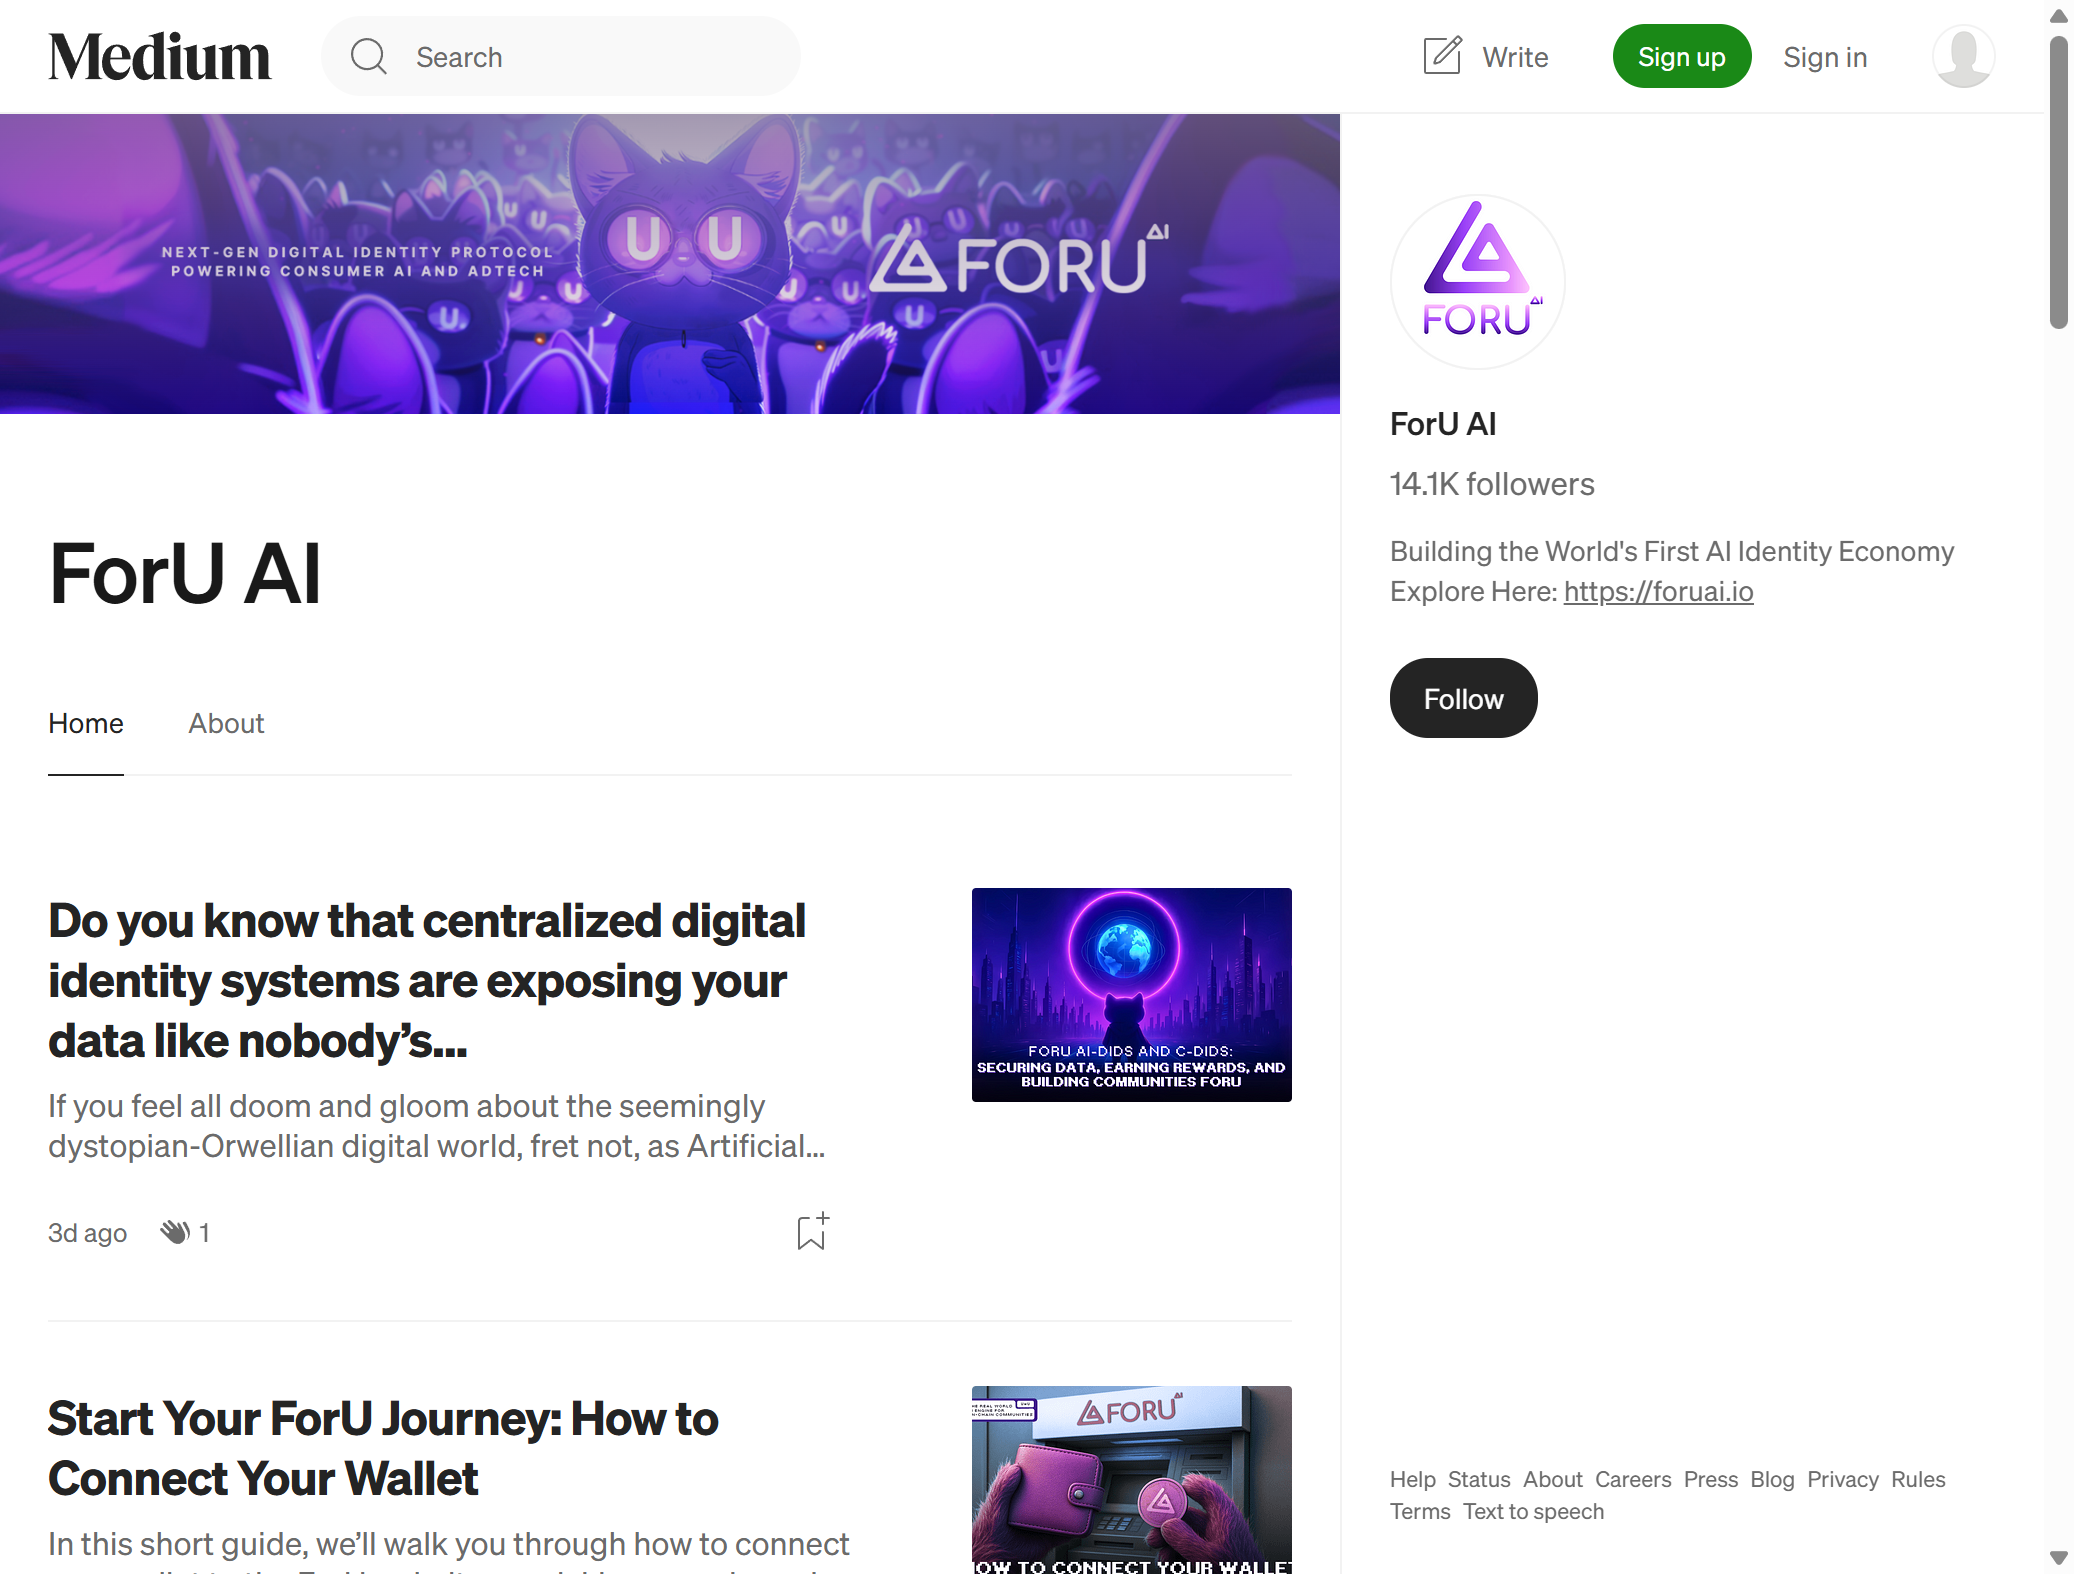 Medium
Search
Write
Sign up
Sign in
NEXT-GEN DIGITAL IDENTITY PROTOCOL
POWERING CONSUMER AI AND ADTECH
U U
FORU AI
FORU AI
ForU AI
14.1K followers
Building the World's First AI Identity Economy
Explore Here: https://foruai.io
Follow
ForU AI
Home
About
Do you know that centralized digital
identity systems are exposing your
data like nobody’s...
If you feel all doom and gloom about the seemingly
dystopian-Orwellian digital world, fret not, as Artificial...
3d ago
1
FORU AI-DIDS AND C-DIDS:
SECURING DATA, EARNING REWARDS, AND
BUILDING COMMUNITIES FORU
Start Your ForU Journey: How to
Connect Your Wallet
In this short guide, we’ll walk you through how to connect
FORU AI
HOW TO CONNECT YOUR WALLET
Help Status About Careers Press Blog Privacy Rules
Terms Text to speech